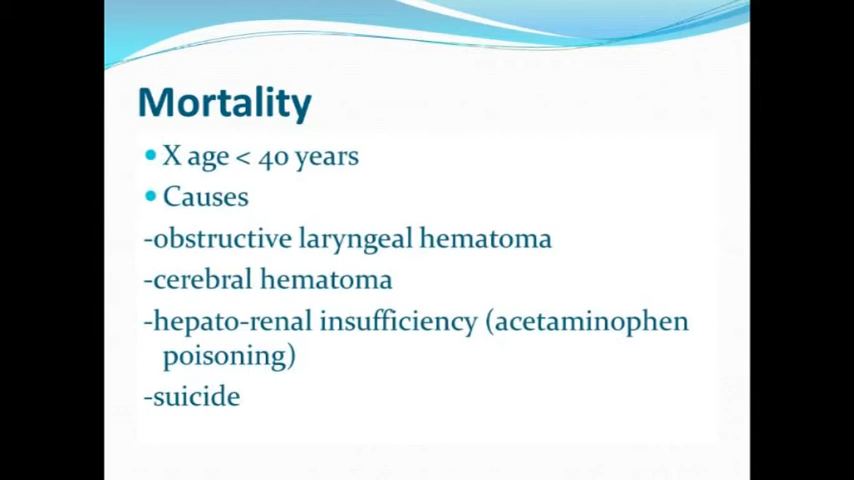 Mortality
• X age < 40 years
• Causes
-obstructive laryngeal hematoma
-cerebral hematoma
-hepato-renal insufficiency (acetaminophen
poisoning)
-suicide